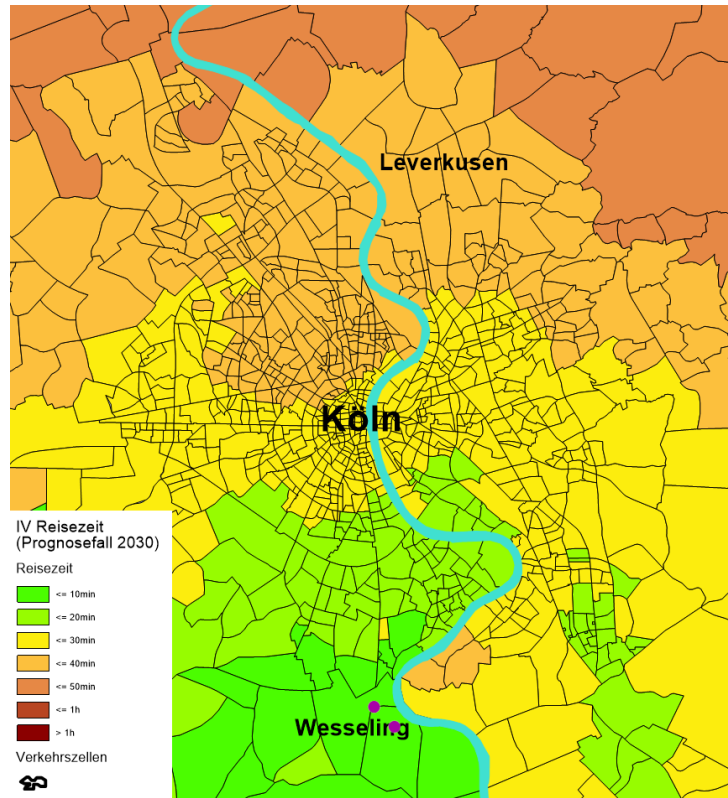 Leverkusen
Köln
Wesseling
IV Reisezeit
(Prognosefall 2030)
Reisezeit
<= 10min
<= 20min
<= 30min
<= 40min
<= 50min
<= 1h
> 1h
Verkehrszellen